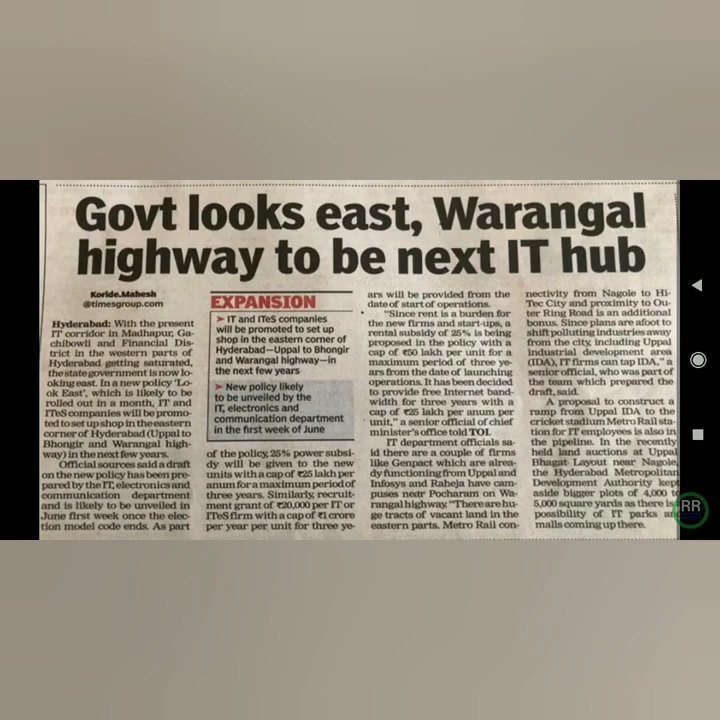 Govt looks east, Warangal
highway to be next IT hub
Koride.Mahesh
@timesgroup.com
Hyderabad: With the present
IT corridor in Madhapur, Ga-
chibowli and Financial Dis-
trict in the western parts of
Hyderabad getting saturated,
the state government is now lo-
oking east. In a new policy ‘Lo-
ok East’, which is likely to be
rolled out in a month, IT and
ITeS companies will be promo-
ted to set up shop in the eastern
corner of Hyderabad (Uppal to
Bhongir and Warangal high-
way) in the next few years.
Official sources said a draft
on the new policy has been pre-
pared by the IT, electronics and
communication department
and is likely to be unveiled in
June first week once the elec-
tion model code ends. As part
EXPANSION
➤ IT and ITeS companies
will be promoted to set up
shop in the eastern corner of
Hyderabad—Uppal to Bhongir
and Warangal highway—in
the next few years
➤ New policy likely
to be unveiled by the
IT, electronics and
communication department
in the first week of June
of the policy, 25% power subsi-
dy will be given to the new
units with a cap of ₹25 lakh per
anum for a maximum period of
three years. Similarly, recruit-
ment grant of ₹20,000 per IT or
ITeS firm with a cap of ₹1 crore
per year per unit for three ye-
ars will be provided from the
date of start of operations.
“Since rent is a burden for
the new firms and start-ups, a
rental subsidy of 25% is being
proposed in the policy with a
cap of ₹50 lakh per unit for a
maximum period of three ye-
ars from the date of launching
operations. It has been decided
to provide free Internet band-
width for three years with a
cap of ₹25 lakh per anum per
unit,” a senior official of chief
minister’s office told TOI.
IT department officials sa-
id there are a couple of firms
like Genpact which are alrea-
dy functioning from Uppal and
Infosys and Raheja have cam-
puses near Pocharam on Wa-
rangal highway. “There are hu-
ge tracts of vacant land in the
eastern parts. Metro Rail con-
nectivity from Nagole to Hi-
Tec City and proximity to Ou-
ter Ring Road is an additional
bonus. Since plans are afoot to
shift polluting industries away
from the city, including Uppal
industrial development area
(IDA), IT firms can tap IDA,” a
senior official, who was part of
the team which prepared the
draft, said.
A proposal to construct a
ramp from Uppal IDA to the
cricket stadium Metro Rail sta-
tion for IT employees is also in
the pipeline. In the recently
held land auctions at Uppal
Bhagat Layout near Nagole,
the Hyderabad Metropolitan
Development Authority kept
aside bigger plots of 4,000 to
5,000 square yards as there is
possibility of IT parks and
malls coming up there.
RR